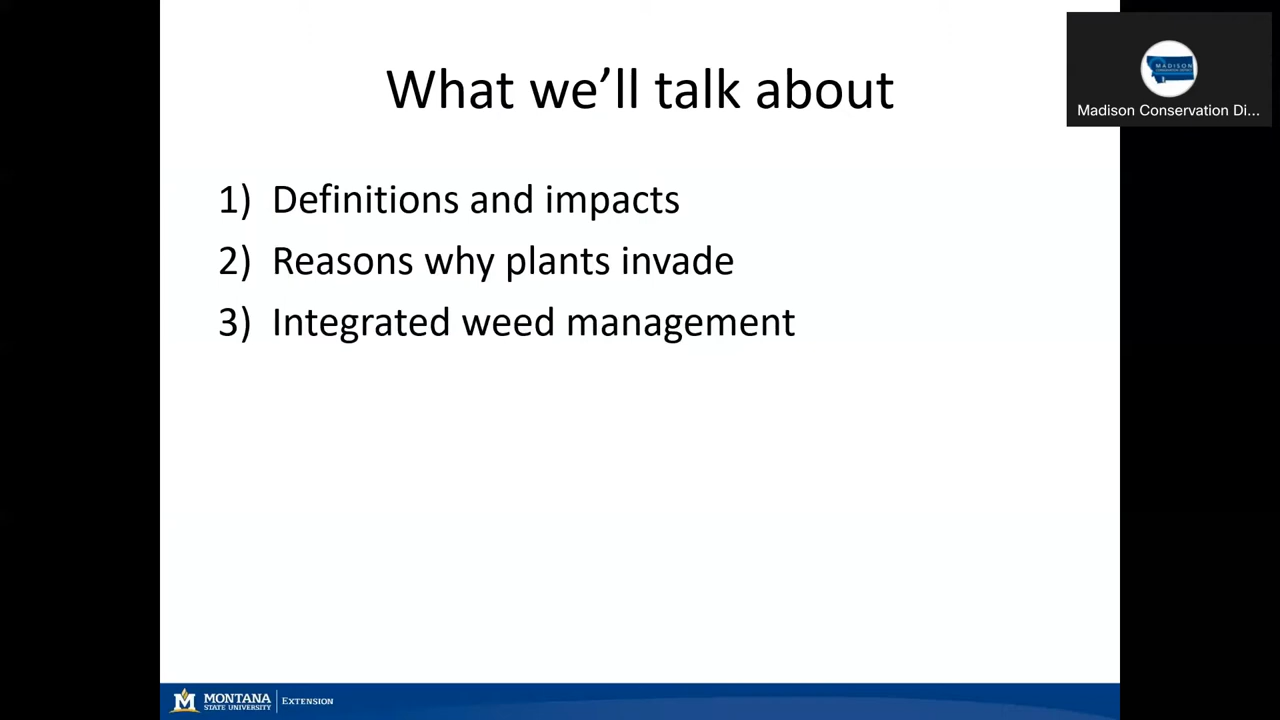 What we’ll talk about
MADISON
Madison Conservation Di...
1) Definitions and impacts
2) Reasons why plants invade
3) Integrated weed management
M MONTANA
STATE UNIVERSITY
EXTENSION